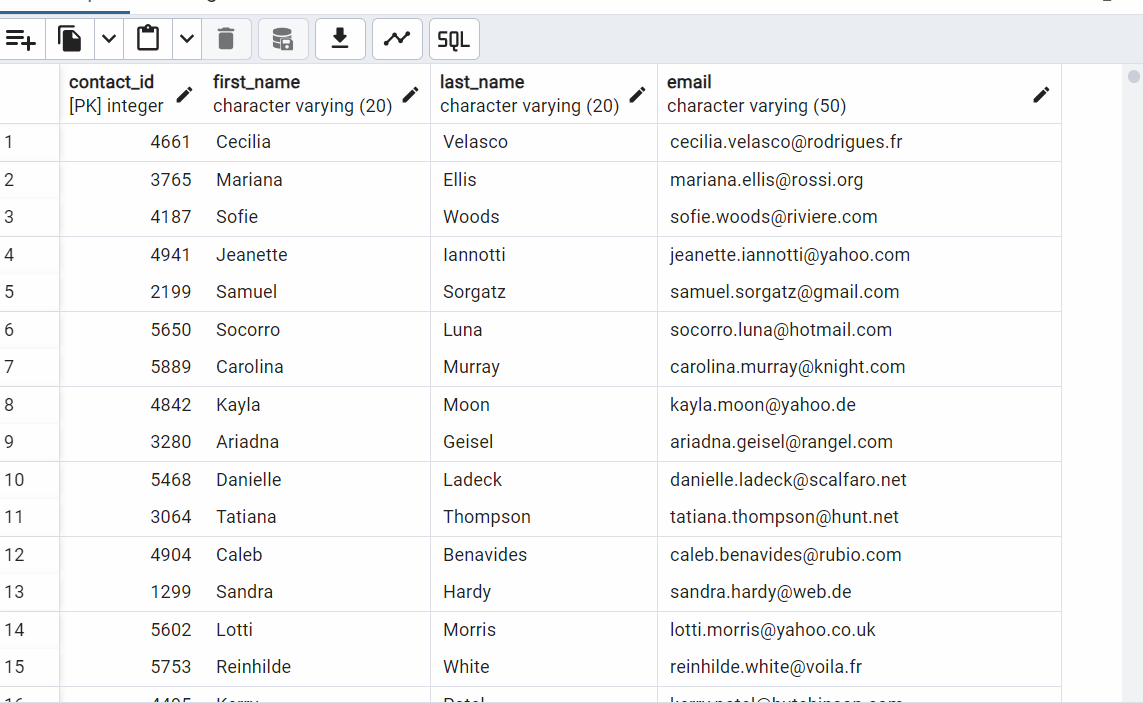 SQL
contact_id first_name last_name email
[PK] integer character varying (20) character varying (20) character varying (50)
1 4661 Cecilia Velasco cecilia.velasco@rodrigues.fr
2 3765 Mariana Ellis mariana.ellis@rossi.org
3 4187 Sofie Woods sofie.woods@riviere.com
4 4941 Jeanette Iannotti jeanette.iannotti@yahoo.com
5 2199 Samuel Sorgatz samuel.sorgatz@gmail.com
6 5650 Socorro Luna socorro.luna@hotmail.com
7 5889 Carolina Murray carolina.murray@knight.com
8 4842 Kayla Moon kayla.moon@yahoo.de
9 3280 Ariadna Geisel ariadna.geisel@rangel.com
10 5468 Danielle Ladeck danielle.ladeck@scalfaro.net
11 3064 Tatiana Thompson tatiana.thompson@hunt.net
12 4904 Caleb Benavides caleb.benavides@rubio.com
13 1299 Sandra Hardy sandra.hardy@web.de
14 5602 Lotti Morris lotti.morris@yahoo.co.uk
15 5753 Reinhilde White reinhilde.white@voila.fr